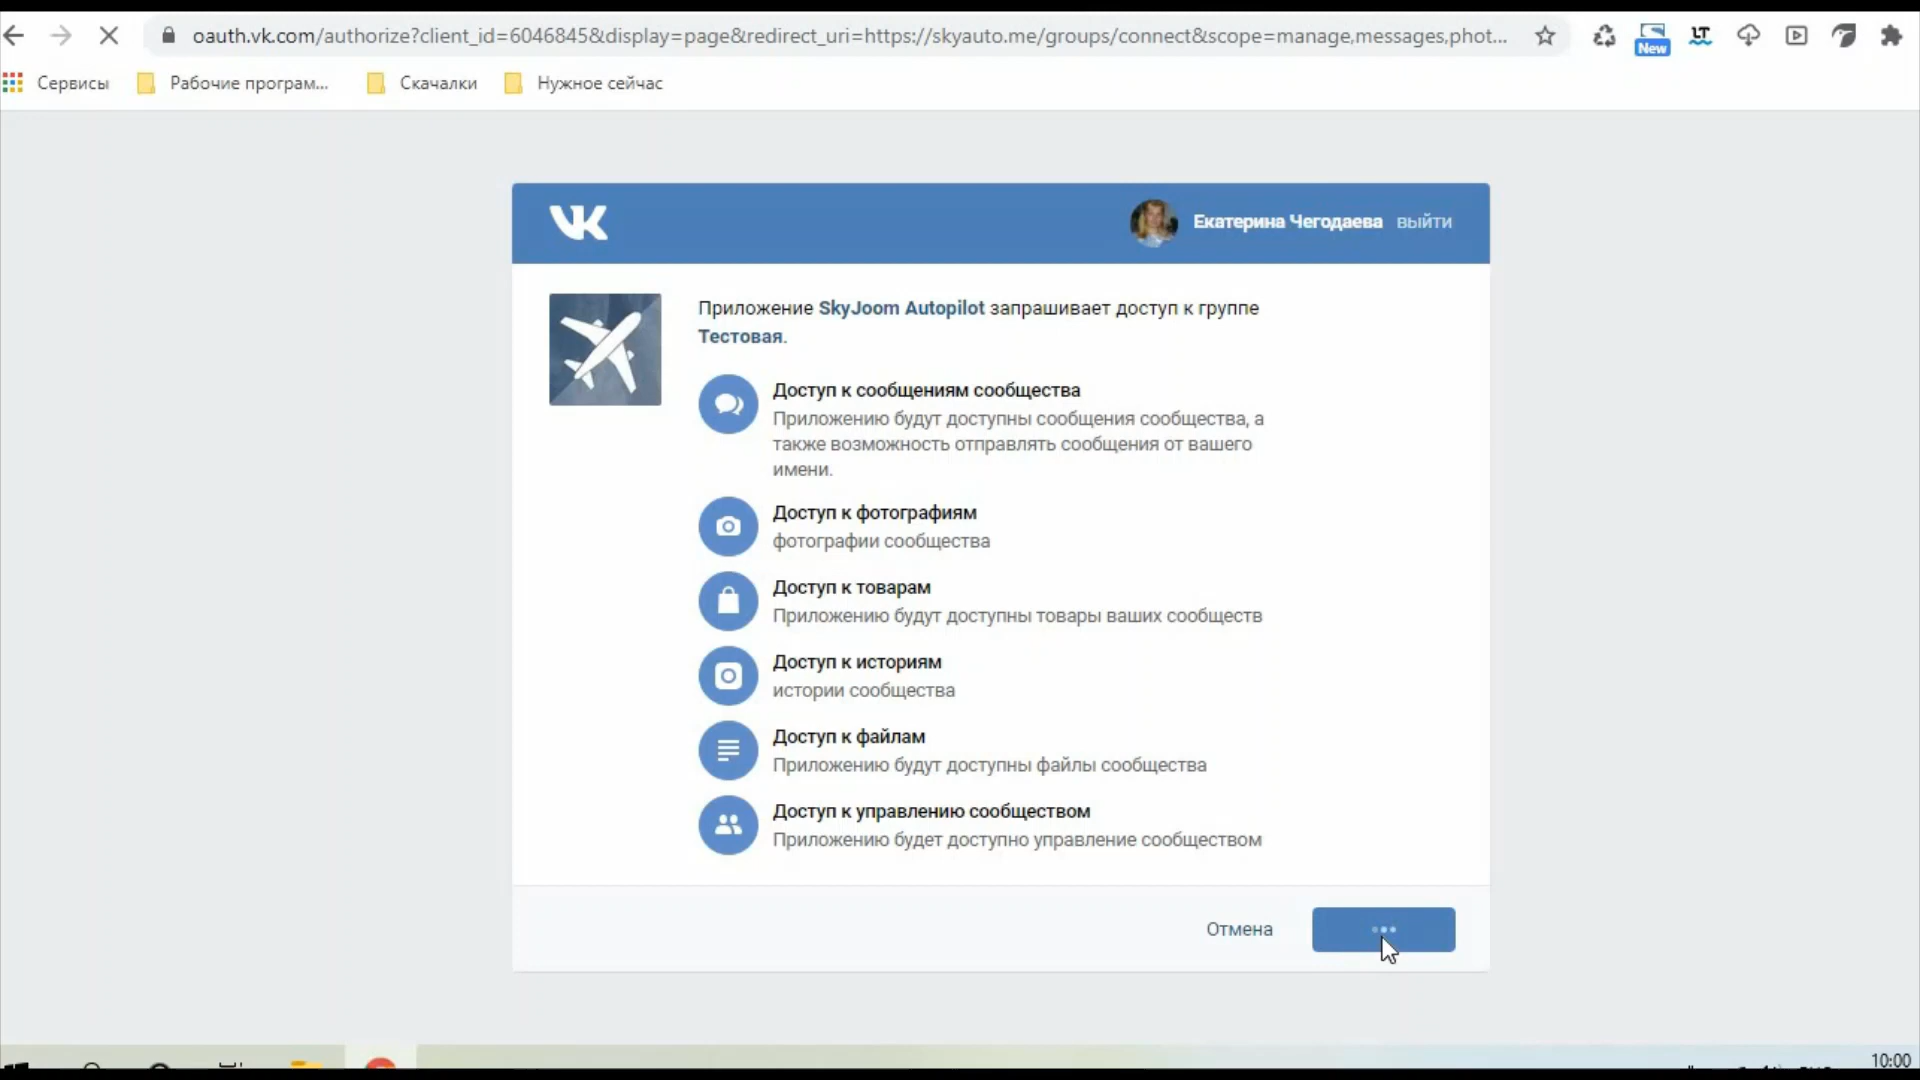 oauth.vk.com/authorize?client_id=6046845&display=page&redirect_uri=https://skyauto.me/groups/connect&scope=manage,messages,phot...
New
LT
Сервисы
Рабочие програм...
Скачалки
Нужное сейчас
VK
Екатерина Чегодаева выйти
Приложение SkyJoom Autopilot запрашивает доступ к группе
Тестовая.
Доступ к сообщениям сообщества
Приложению будут доступны сообщения сообщества, а
также возможность отправлять сообщения от вашего
имени.
Доступ к фотографиям
фотографии сообщества
Доступ к товарам
Приложению будут доступны товары ваших сообществ
Доступ к историям
истории сообщества
Доступ к файлам
Приложению будут доступны файлы сообщества
Доступ к управлению сообществом
Приложению будет доступно управление сообществом
Отмена
10:00